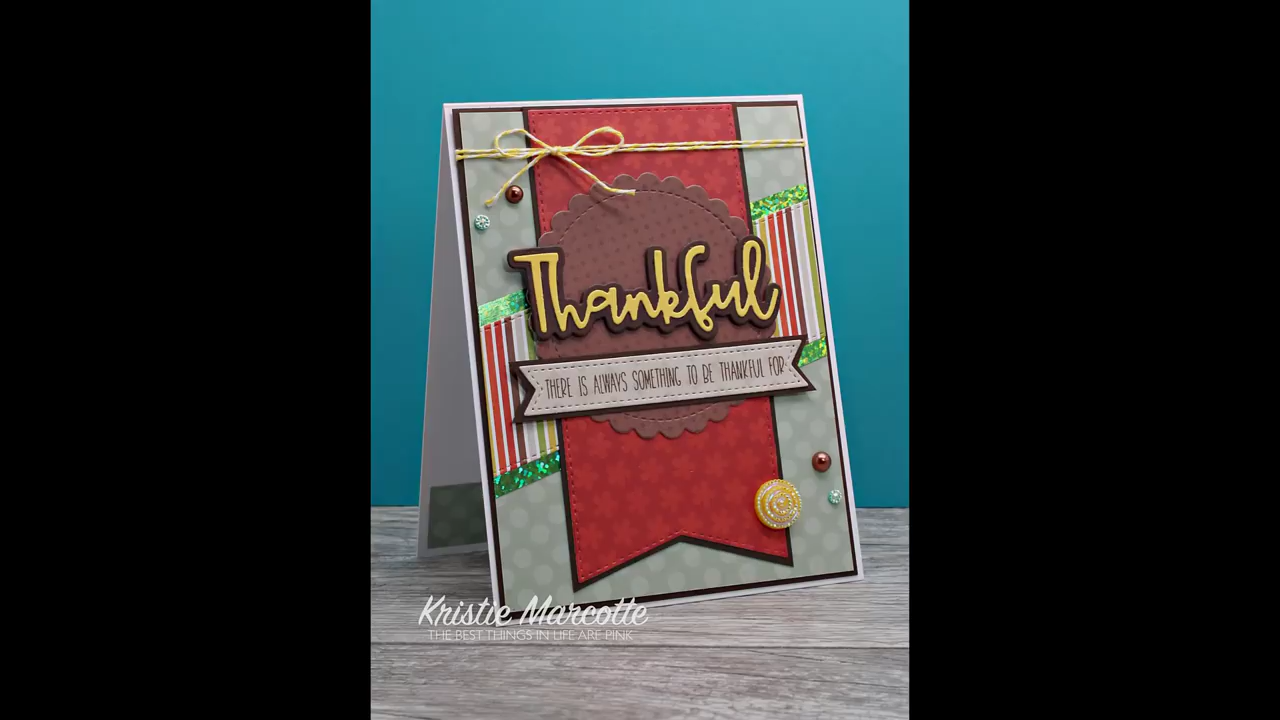 Thankful
THERE IS ALWAYS SOMETHING TO BE THANKFUL FOR
Kristie Marcotte
THE BEST THINGS IN LIFE ARE PINK